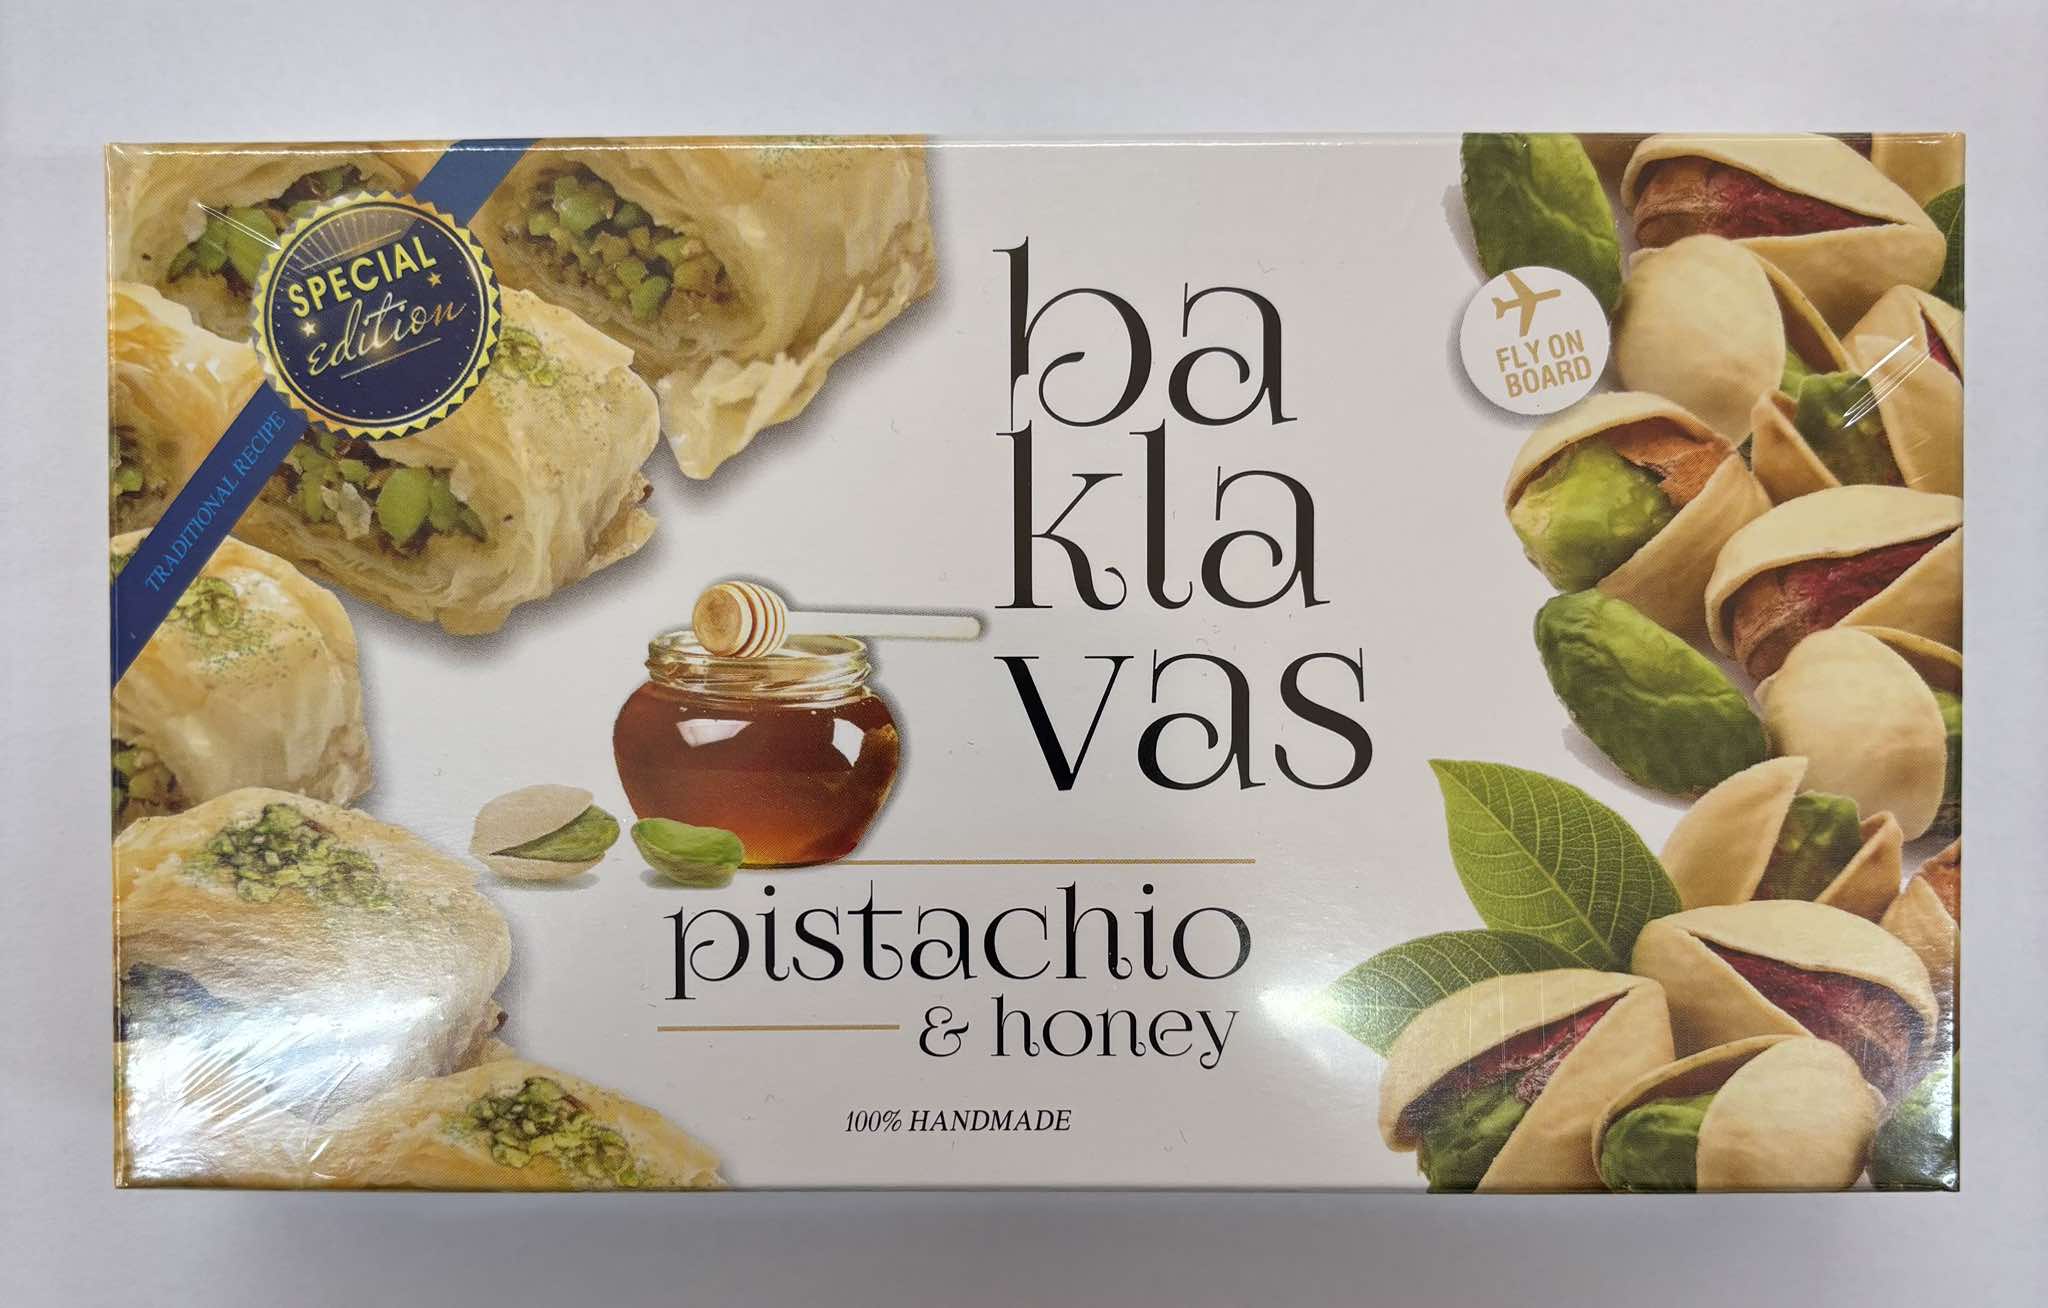 SPECIAL
edition
TRADITIONAL RECIPE
ba
kla
vas
FLY ON
BOARD
pistachio
& honey
100% HANDMADE